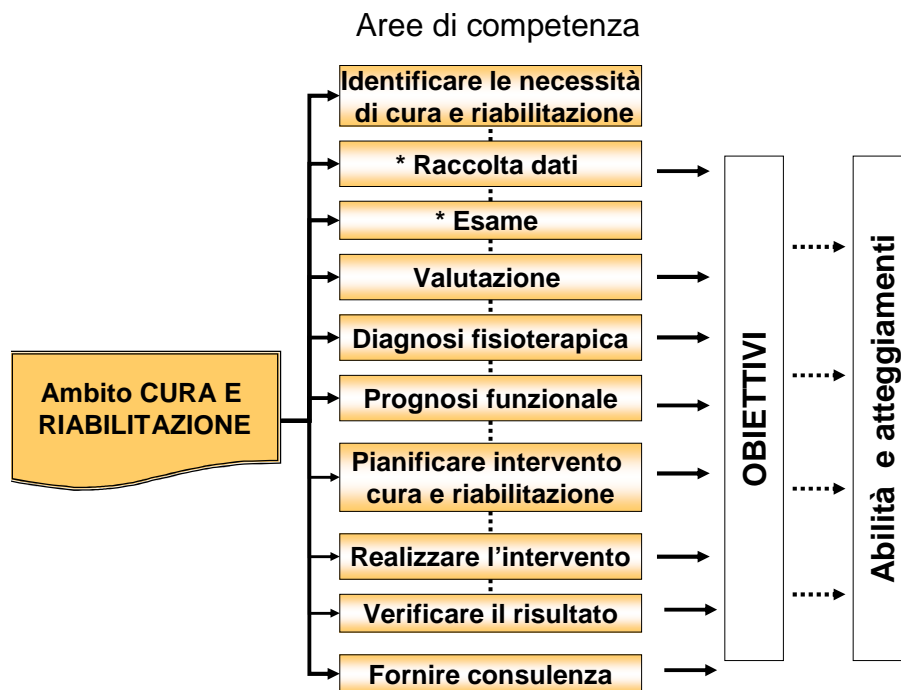 Aree di competenza
Identificare le necessità
di cura e riabilitazione
* Raccolta dati
* Esame
Valutazione
Diagnosi fisioterapica
Prognosi funzionale
Pianificare intervento
cura e riabilitazione
Realizzare l’intervento
Verificare il risultato
Fornire consulenza
Ambito CURA E
RIABILITAZIONE
OBIETTIVI
Abilità e atteggiamenti